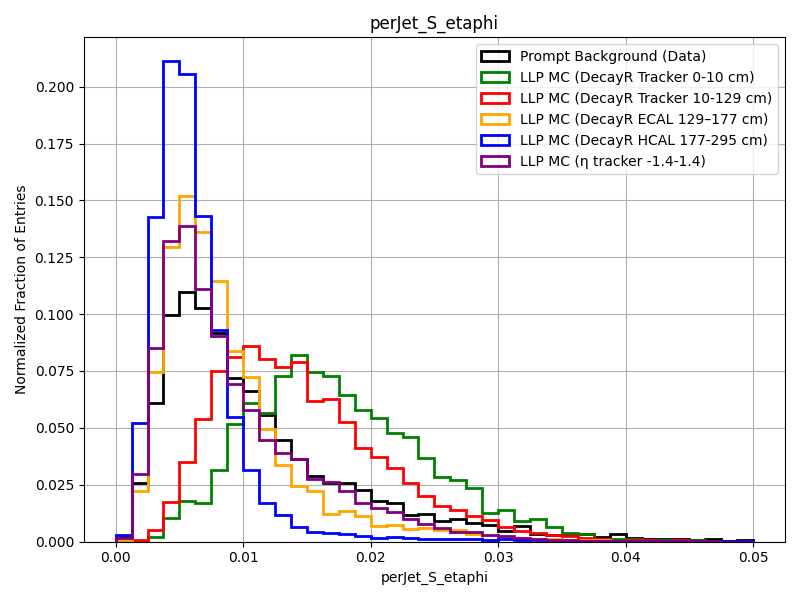 perJet_S_etaphi
Prompt Background (Data)
LLP MC (DecayR Tracker 0-10 cm)
LLP MC (DecayR Tracker 10-129 cm)
LLP MC (DecayR ECAL 129–177 cm)
LLP MC (DecayR HCAL 177-295 cm)
LLP MC (η tracker -1.4-1.4)
Normalized Fraction of Entries
0.200
0.175
0.150
0.125
0.100
0.075
0.050
0.025
0.000
0.00 0.01 0.02 0.03 0.04 0.05
perJet_S_etaphi